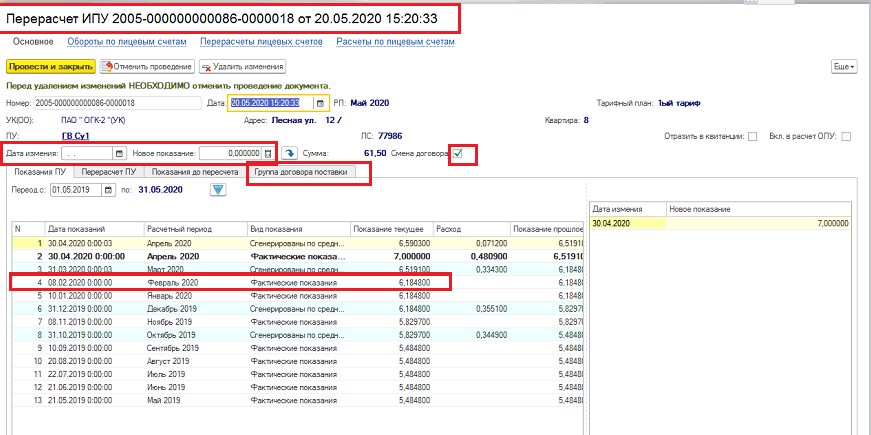 Перерасчет ИПУ 2005-000000000086-0000018 от 20.05.2020 15:20:33
Основное Обороты по лицевым счетам Перерасчеты лицевых счетов Расчеты по лицевым счетам
Провести и закрыть Отменить проведение Удалить изменения Еще
Перед удалением изменений НЕОБХОДИМО отменить проведение документа.
Номер: 2005-000000000086-0000018 Дата: 20.05.2020 15:20:33 РП: Май 2020 Тарифный план: 1ый тариф
УК(ОО): ПАО " ОГК-2 "(УК) Адрес: Лесная ул. 12 / Квартира: 8
ПУ: ГВ Су1 ЛС: 77986 Отразить в квитанции: Вкл. в расчет ОПУ:
Дата измения: . . Новое показание: 0,000000 Сумма: 61,50 Смена договора:
Показания ПУ Перерасчет ПУ Показания до пересчета Группа договора поставки
Период с: 01.05.2019 по: 31.05.2020
Дата измения Новое показание
30.04.2020 7,000000
N Дата показаний Расчетный период Вид показания Показание текущее Расход Показание прошлое
1 30.04.2020 0:00:03 Апрель 2020 Сгенерированы по средн... 6,590300 0,071200 6,51910
2 30.04.2020 0:00:00 Апрель 2020 Фактические показа... 7,000000 0,480900 6,51910
3 31.03.2020 0:00:03 Март 2020 Сгенерированы по средн... 6,519100 0,334300 6,18480
4 08.02.2020 0:00:00 Февраль 2020 Фактические показания 6,184800 6,18480
5 10.01.2020 0:00:00 Январь 2020 Фактические показания 6,184800 6,18480
6 31.12.2019 0:00:00 Декабрь 2019 Сгенерированы по средн... 6,184800 0,355100 5,82970
7 08.11.2019 0:00:00 Ноябрь 2019 Фактические показания 5,829700 5,82970
8 31.10.2019 0:00:00 Октябрь 2019 Сгенерированы по средн... 5,829700 0,344900 5,48480
9 10.09.2019 0:00:00 Сентябрь 2019 Фактические показания 5,484800 5,48480
10 20.08.2019 0:00:00 Август 2019 Фактические показания 5,484800 5,48480
11 22.07.2019 0:00:00 Июль 2019 Фактические показания 5,484800 5,48480
12 21.06.2019 0:00:00 Июнь 2019 Фактические показания 5,484800 5,48480
13 21.05.2019 0:00:00 Май 2019 Фактические показания 5,484800 5,48480